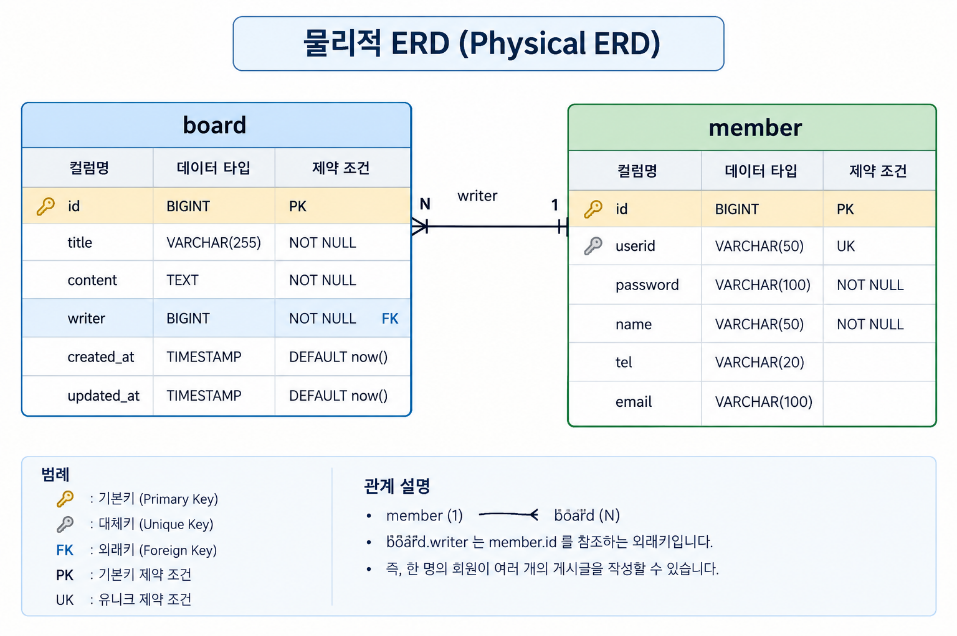 물리적 ERD (Physical ERD)
board
컬럼명 데이터 타입 제약 조건
id BIGINT PK
title VARCHAR(255) NOT NULL
content TEXT NOT NULL
writer BIGINT NOT NULL FK
created_at TIMESTAMP DEFAULT now()
updated_at TIMESTAMP DEFAULT now()
N writer 1
member
컬럼명 데이터 타입 제약 조건
id BIGINT PK
userid VARCHAR(50) UK
password VARCHAR(100) NOT NULL
name VARCHAR(50) NOT NULL
tel VARCHAR(20)
email VARCHAR(100)
범례
: 기본키 (Primary Key)
: 대체키 (Unique Key)
FK : 외래키 (Foreign Key)
PK : 기본키 제약 조건
UK : 유니크 제약 조건
관계 설명
• member (1) board (N)
• board.writer 는 member.id 를 참조하는 외래키입니다.
• 즉, 한 명의 회원이 여러 개의 게시글을 작성할 수 있습니다.